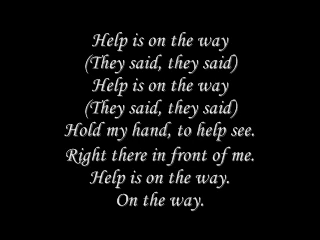 Help is on the way
(They said, they said)
Help is on the way
(They said, they said)
Hold my hand, to help see.
Right there in front of me.
Help is on the way.
On the way.